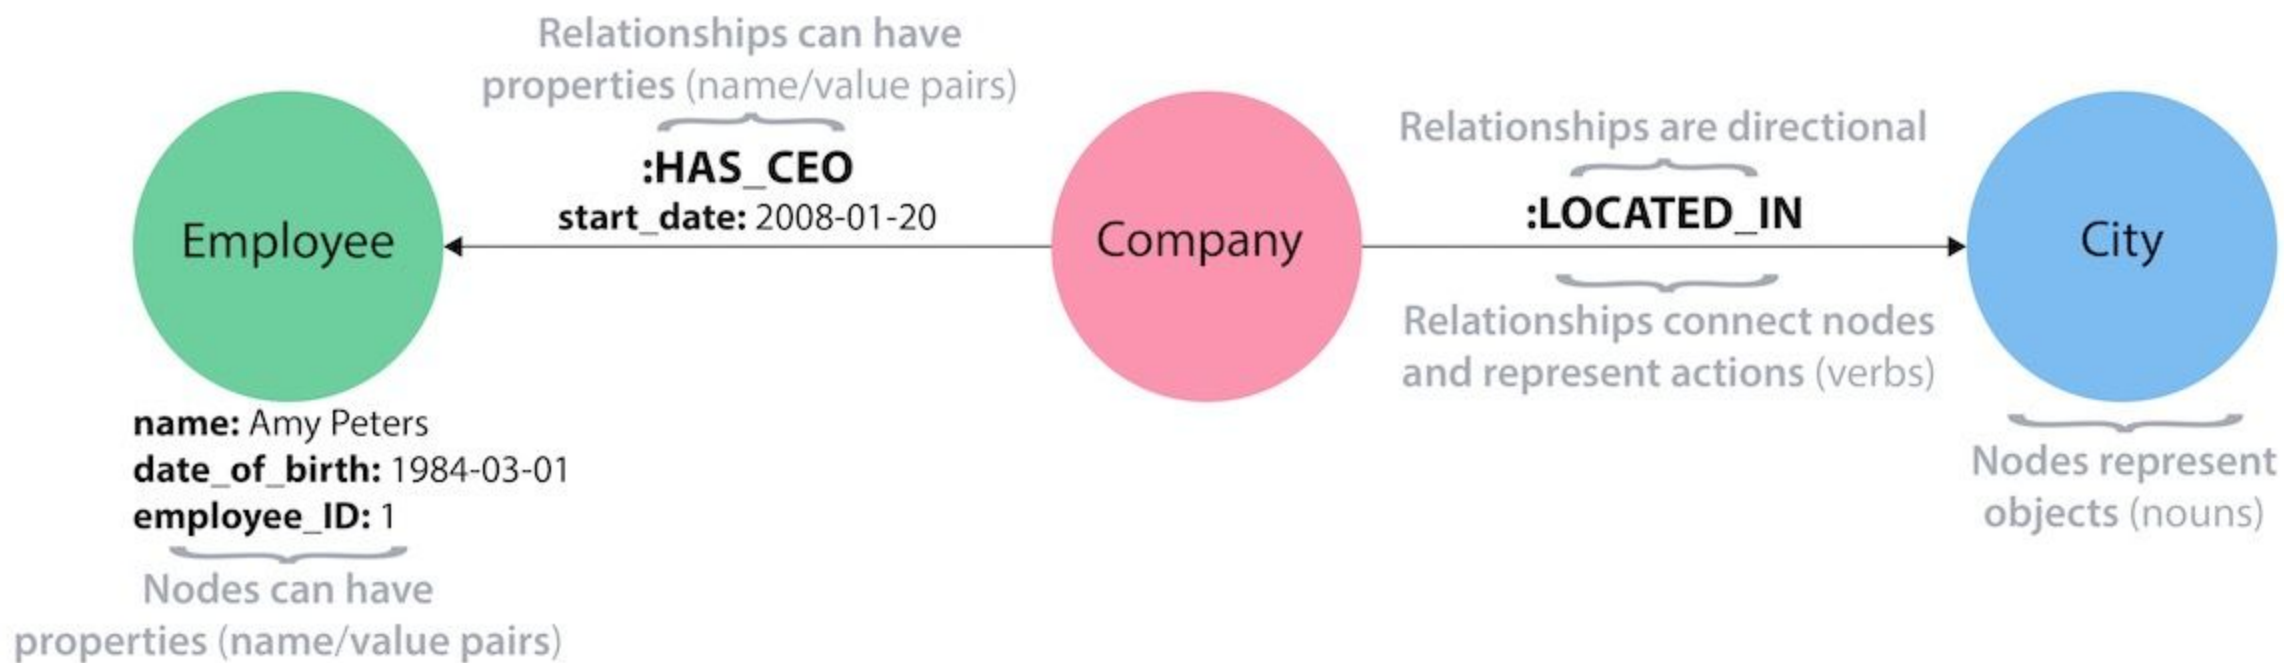 Relationships can have
properties (name/value pairs)
:HAS_CEO
start_date: 2008-01-20
Employee
name: Amy Peters
date_of_birth: 1984-03-01
employee_ID: 1
Nodes can have
properties (name/value pairs)
Company
Relationships are directional
:LOCATED_IN
Relationships connect nodes
and represent actions (verbs)
City
Nodes represent
objects (nouns)